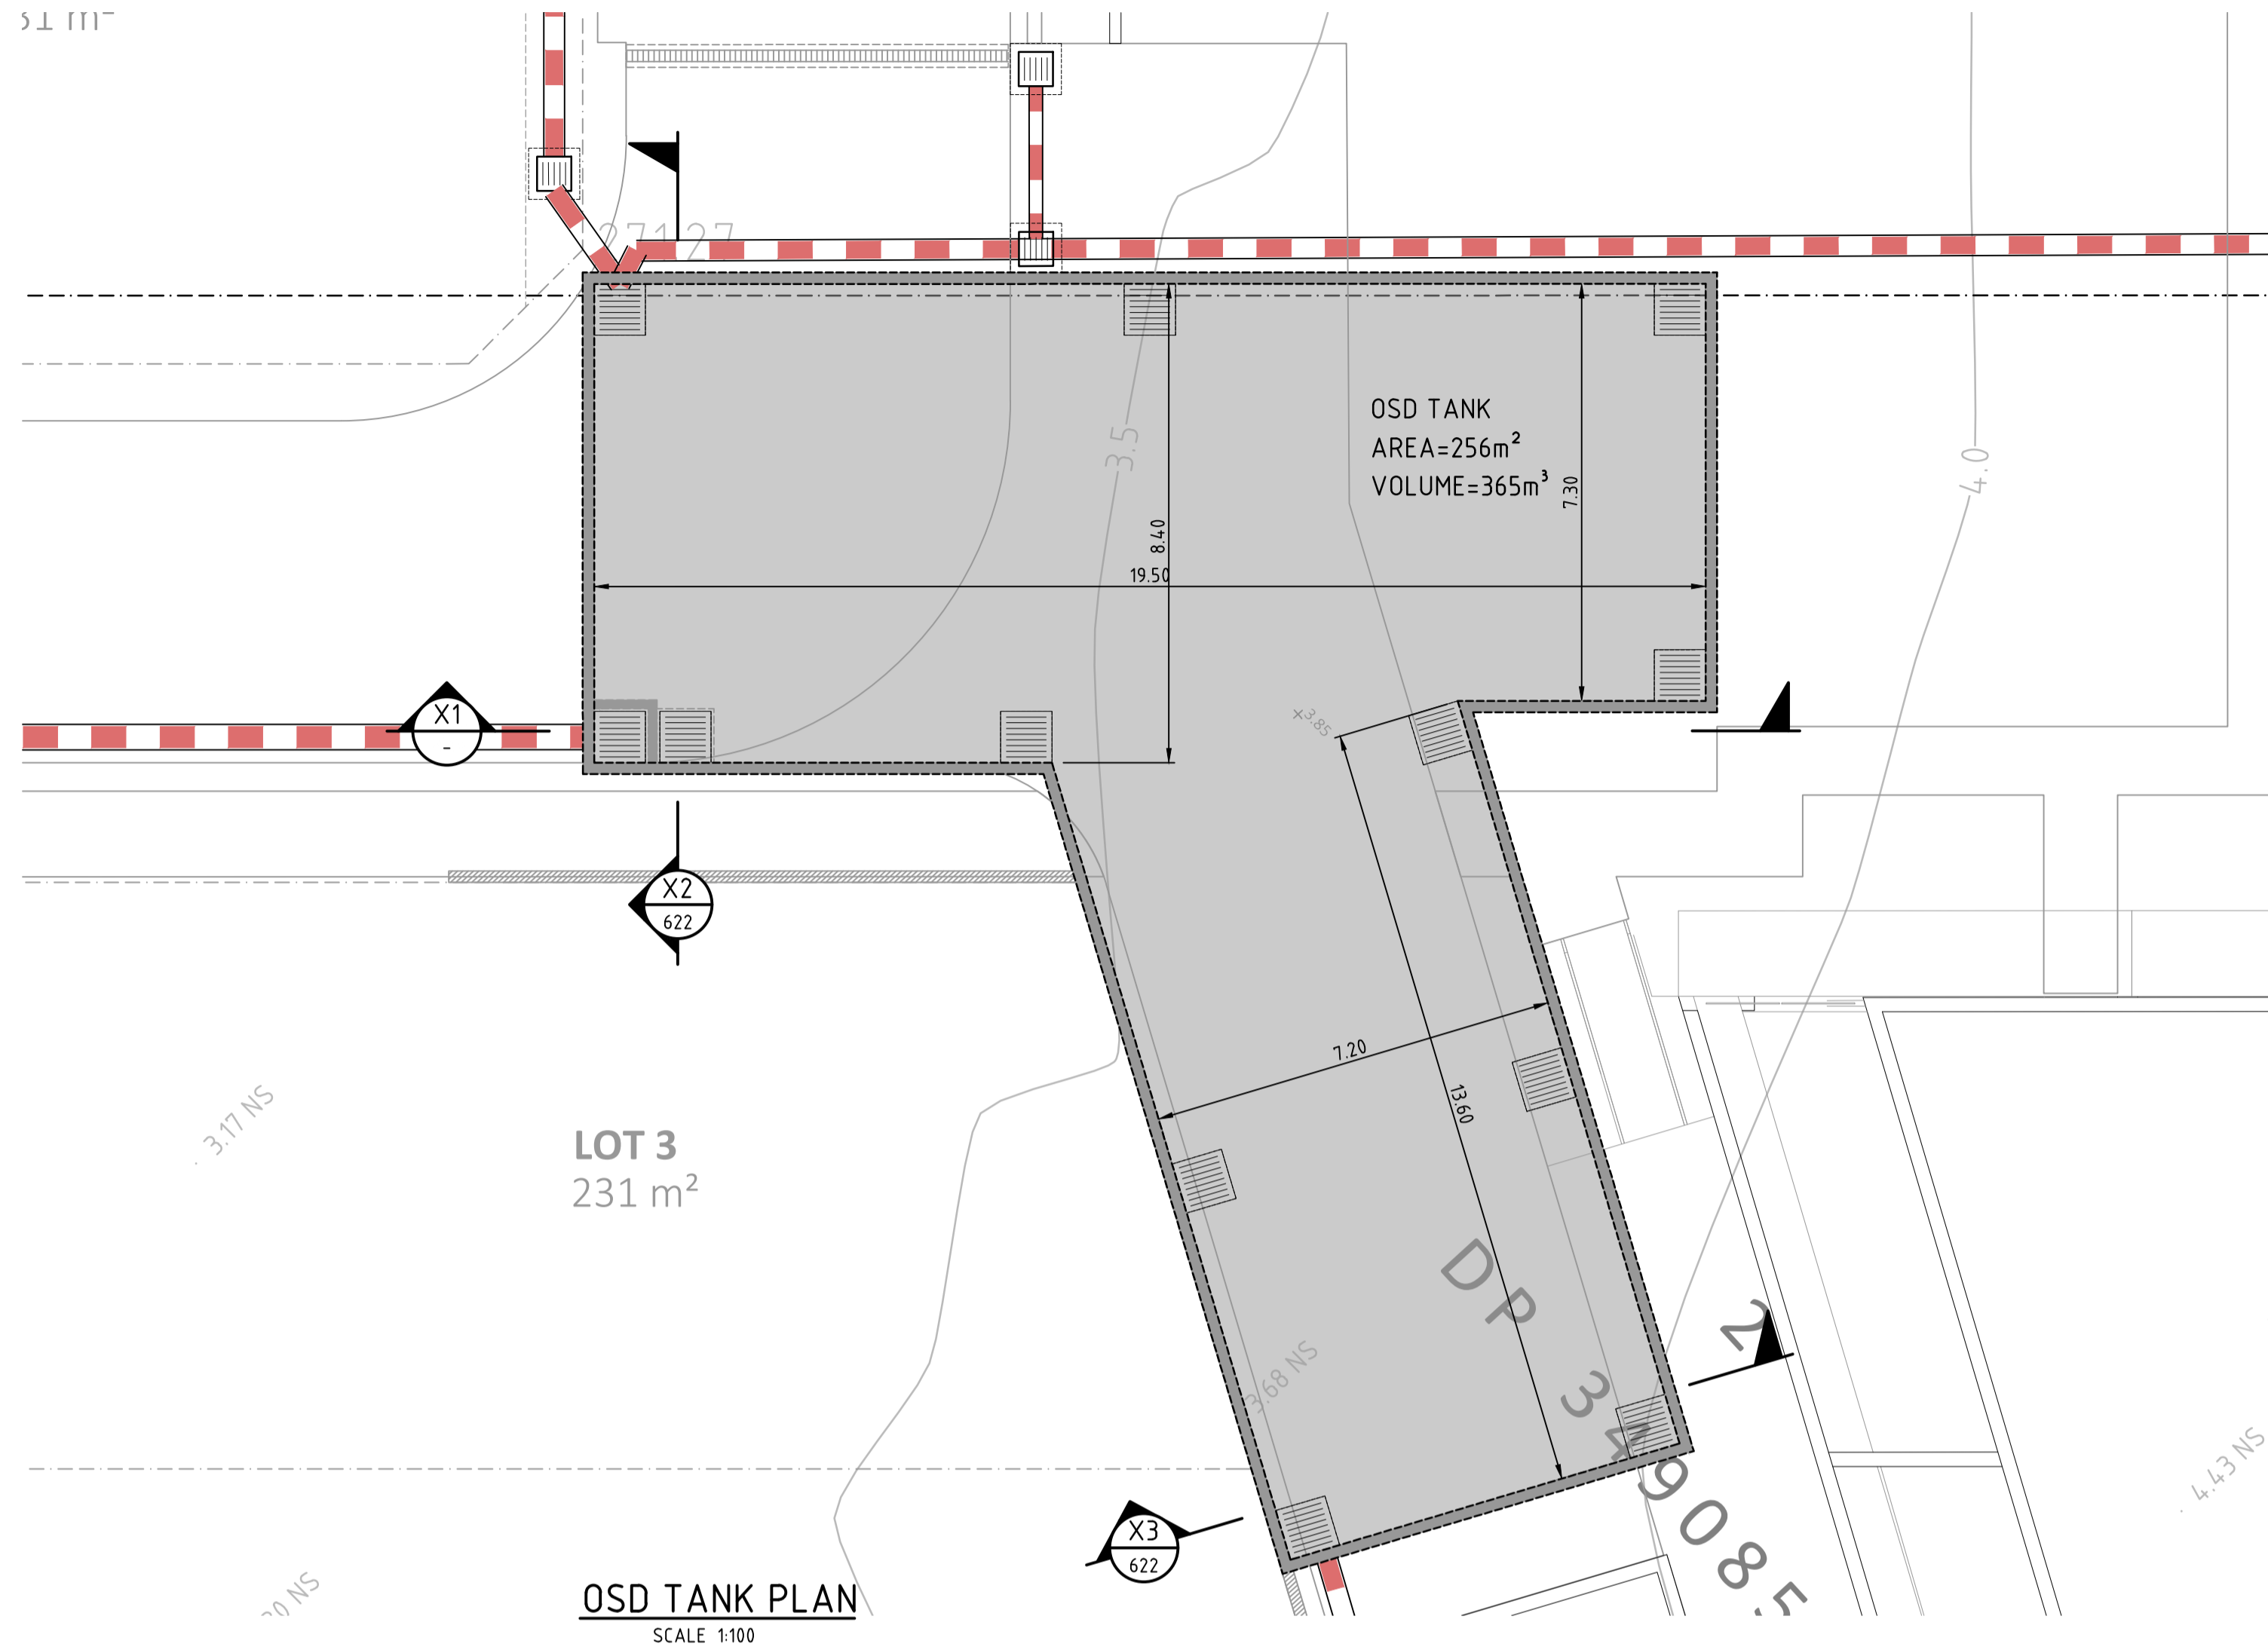 27127
OSD TANK
AREA=256m²
VOLUME=365m³
3.5
4.0
7.30
8.40
19.50
X1
-
+3.85
X2
622
7.20
13.60
3.17 NS
LOT 3
231 m²
2
DP 349085
3.68 NS
4.43 NS
X3
622
OSD TANK PLAN
SCALE 1:100